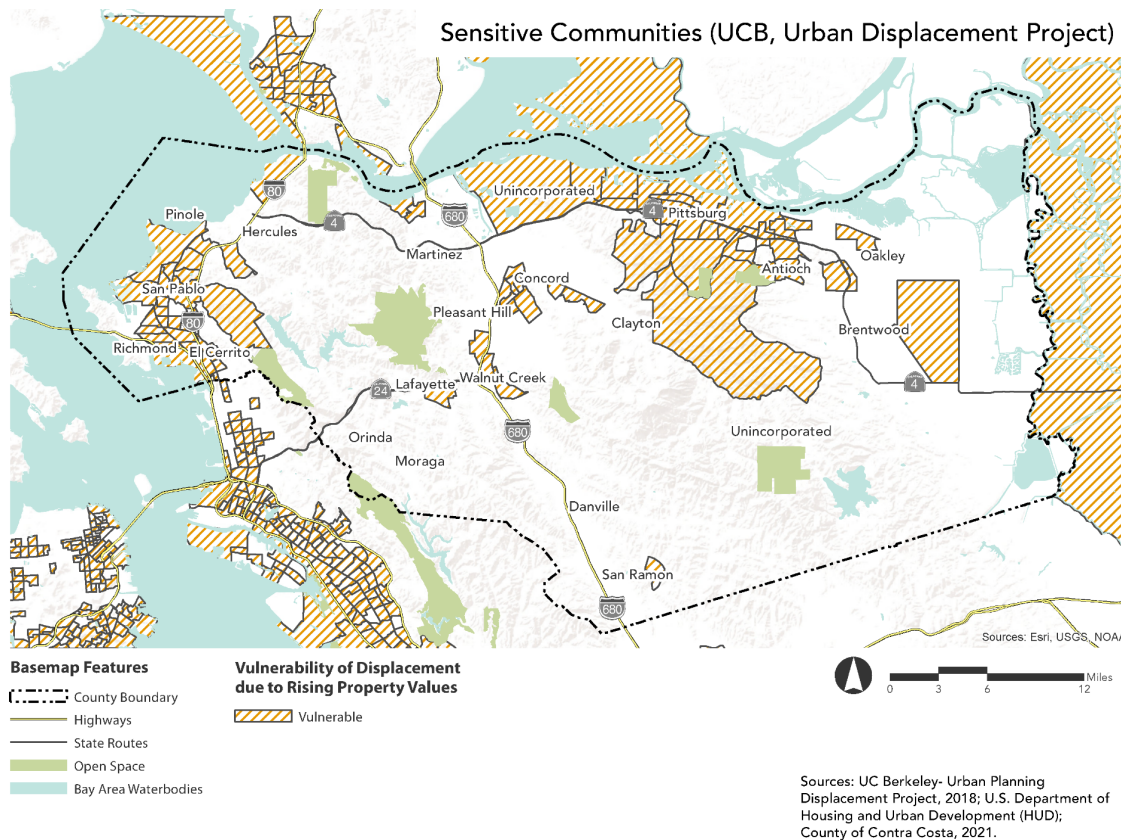 Sensitive Communities (UCB, Urban Displacement Project)
Unincorporated
80
680
4
Pittsburg
Pinole
4
Hercules
Martinez
Oakley
Antioch
Concord
San Pablo
Pleasant Hill
80
Clayton
Brentwood
Richmond
El Cerrito
Walnut Creek
24
Lafayette
4
680
Orinda
Unincorporated
Moraga
Danville
San Ramon
680
Sources: Esri, USGS, NOAA
Basemap Features
County Boundary
Highways
State Routes
Open Space
Bay Area Waterbodies
Vulnerability of Displacement
due to Rising Property Values
Vulnerable
0 3 6 12 Miles
Sources: UC Berkeley- Urban Planning
Displacement Project, 2018; U.S. Department of
Housing and Urban Development (HUD);
County of Contra Costa, 2021.